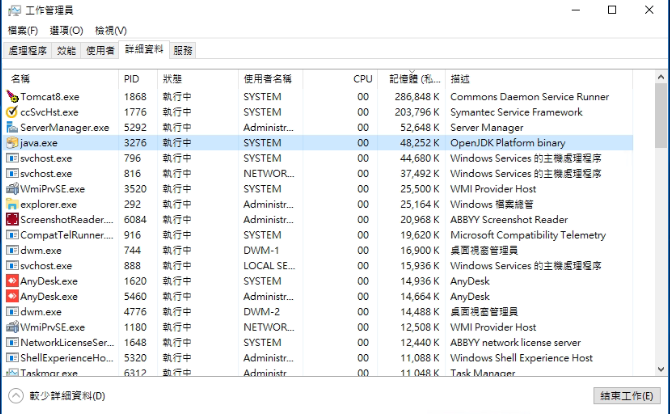 工作管理員
檔案(F) 選項(O) 檢視(V)
處理程序 效能 使用者 詳細資料 服務
名稱 PID 狀態 使用者名稱 CPU 記憶體 (私... 描述
Tomcat8.exe 1868 執行中 SYSTEM 00 286,848 K Commons Daemon Service Runner
ccSvcHst.exe 1776 執行中 SYSTEM 00 203,796 K Symantec Service Framework
ServerManager.exe 5292 執行中 Administr... 00 52,648 K Server Manager
java.exe 3276 執行中 SYSTEM 00 48,252 K OpenJDK Platform binary
svchost.exe 796 執行中 SYSTEM 00 44,680 K Windows Services 的主機處理程序
svchost.exe 816 執行中 NETWOR... 00 37,492 K Windows Services 的主機處理程序
WmiPrvSE.exe 3520 執行中 SYSTEM 00 25,500 K WMI Provider Host
explorer.exe 292 執行中 Administr... 00 25,164 K Windows 檔案總管
ScreenshotReader.... 6084 執行中 Administr... 00 20,968 K ABBYY Screenshot Reader
CompatTelRunner.... 916 執行中 SYSTEM 00 19,620 K Microsoft Compatibility Telemetry
dwm.exe 744 執行中 DWM-1 00 16,900 K 桌面視窗管理員
svchost.exe 888 執行中 LOCAL SE... 00 15,936 K Windows Services 的主機處理程序
AnyDesk.exe 1620 執行中 SYSTEM 00 14,936 K AnyDesk
AnyDesk.exe 5460 執行中 Administr... 00 14,664 K AnyDesk
dwm.exe 4776 執行中 DWM-2 00 14,488 K 桌面視窗管理員
WmiPrvSE.exe 1180 執行中 NETWOR... 00 12,508 K WMI Provider Host
NetworkLicenseSer... 1648 執行中 SYSTEM 00 12,440 K ABBYY network license server
ShellExperienceHo... 5320 執行中 Administr... 00 11,088 K Windows Shell Experience Host
Taskmgr.exe 6312 執行中 Administr... 00 11,048 K Task Manager
較少詳細資料(D) 結束工作(E)